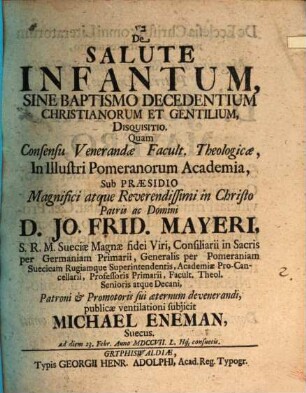 De
SALUTE
INFANTUM,
SINE BAPTISMO DECEDENTIUM
CHRISTIANORUM ET GENTILIUM,
DISQUISITIO.
Quam
Consensu Venerandæ Facult. Theologicæ,
In Illustri Pomeranorum Academia,
Sub PRÆSIDIO
Magnifici atque Reverendissimi in Christo
Patris ac Domini
D. JO. FRID. MAYERI,
S. R. M. Sueciæ Magnæ fidei Viri, Consiliarii in Sacris
per Germaniam Primarii, Generalis per Pomeraniam
Suecicam Rugiamque Superintendentis, Academiæ Pro-Can-
cellarii, Professoris Primarii, Facult. Theol.
Senioris atque Decani,
Patroni & Promotoris sui æternum devenerandi,
publicæ ventilationi subjicit
MICHAEL ENEMAN,
Suecus.
ad diem 23. Febr. Anno MDCCVII. L. Hq. consuetis.
GRYPHISWALDIÆ,
Typis GEORGII HENR. ADOLPHI, Acad. Reg. Typogr.